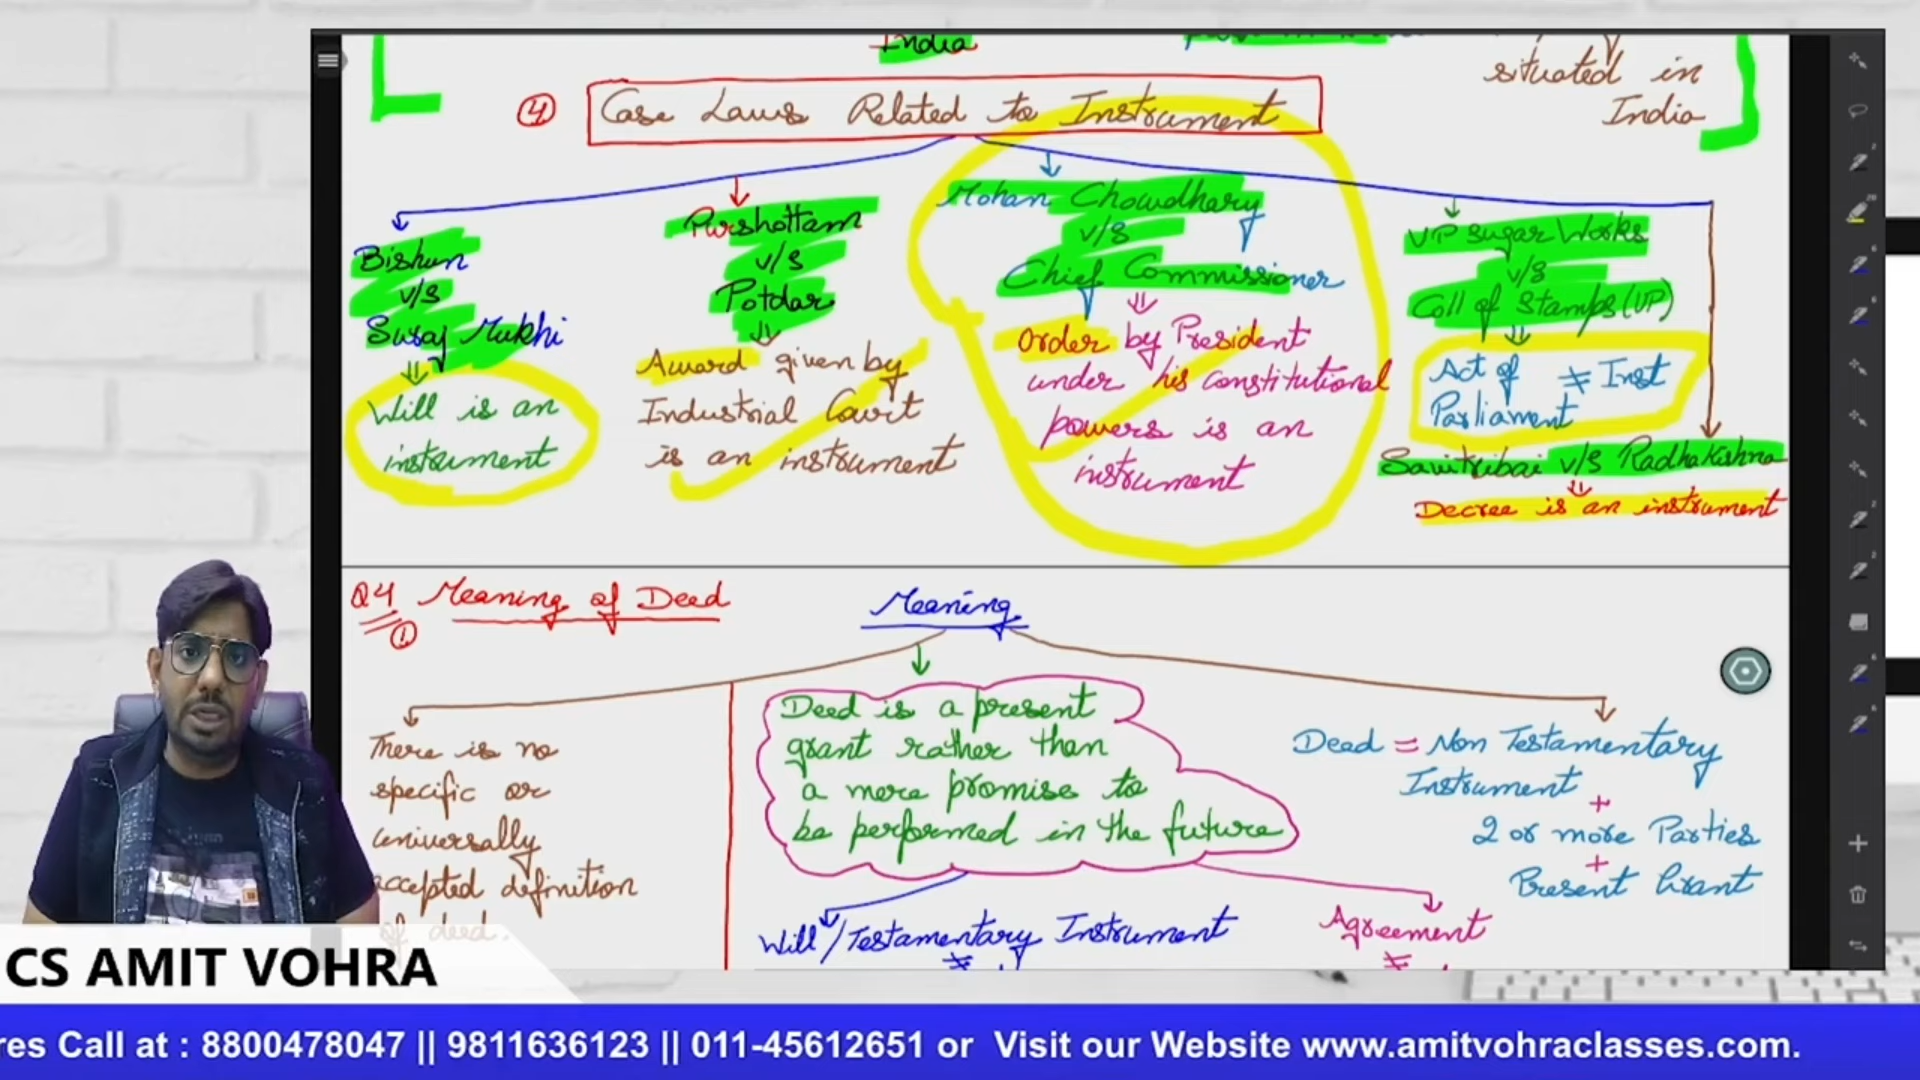 India
situated in
India
④ Case Laws Related to Instrument
Bishun
v/s
Suraj Mukhi
Will is an
instrument
Purshottam
v/s
Potdar
Award given by
Industrial Court
is an instrument
Mohan Chowdhary
v/s
Chief Commissioner
Order by President
under his constitutional
powers is an
instrument
UP Sugar Works
v/s
Coll of Stamps (UP)
Act of ≠ Inst
Parliament
Savitribai v/s RadhaKishna
Decree is an instrument
Q4 Meaning of Deed
①
Meaning
There is no
specific or
universally
accepted definition
of deed.
Deed is a present
grant rather than
a mere promise to
be performed in the future
Deed = Non Testamentary
Instrument
+
2 or more Parties
+
Present Grant
Will/Testamentary Instrument
≠
Agreement
≠
CS AMIT VOHRA
res Call at : 8800478047 || 9811636123 || 011-45612651 or Visit our Website www.amitvohraclasses.com.